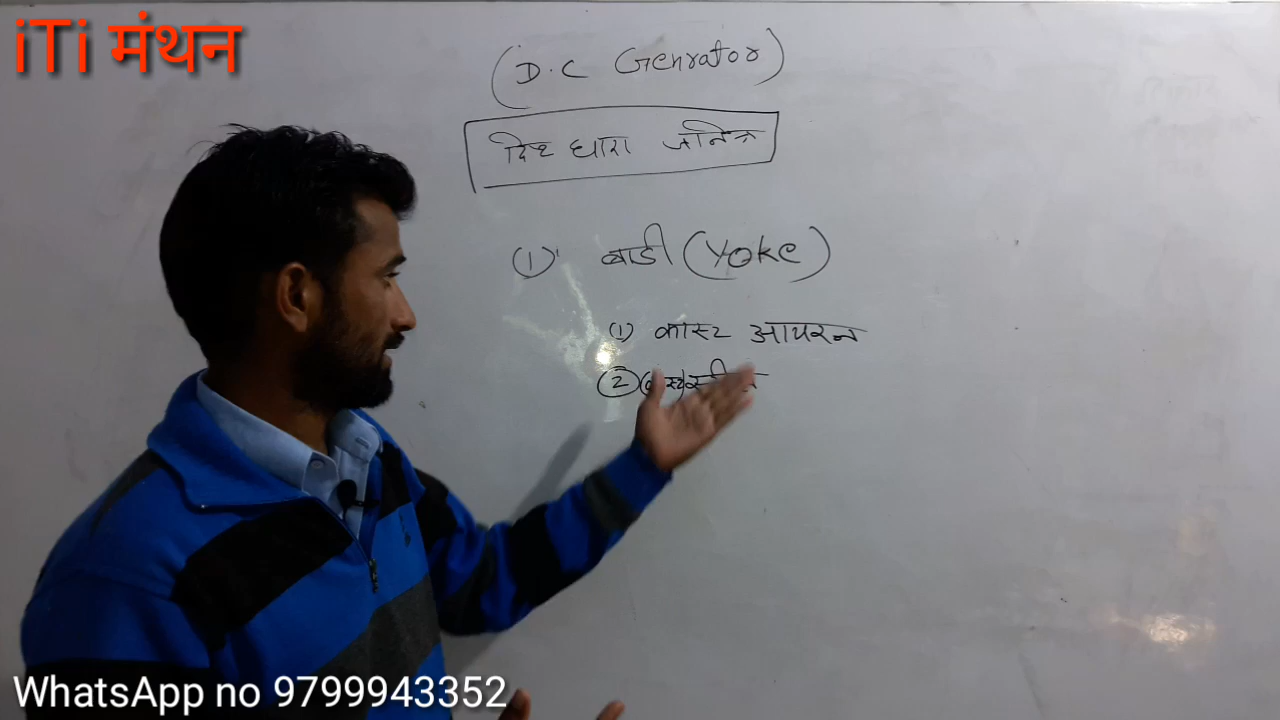 iTi मंथन
(D.C Genrator)
दिष्ट धारा जनित्र
(1) बाडी (Yoke)
(1) कास्ट आयरन
(2) स्टील
WhatsApp no 9799943352